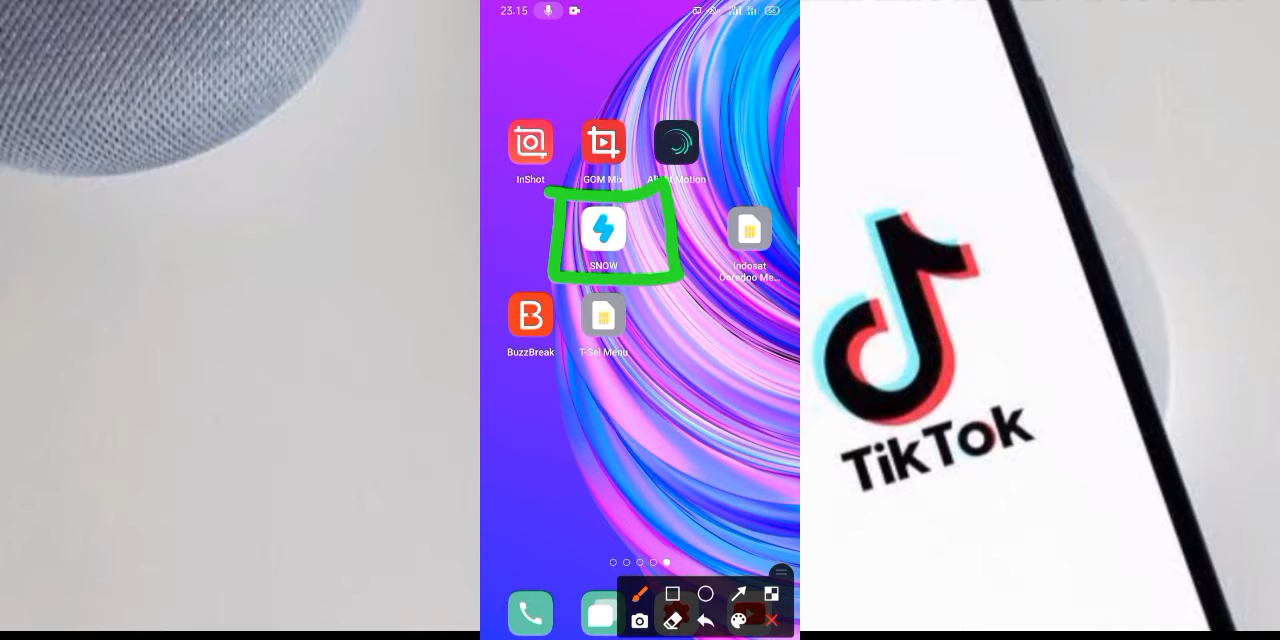 23.15
InShot
GOM Mix
Alight Motion
SNOW
Indosat
Ooredoo Me...
BuzzBreak
T-Sel Menu
TikTok